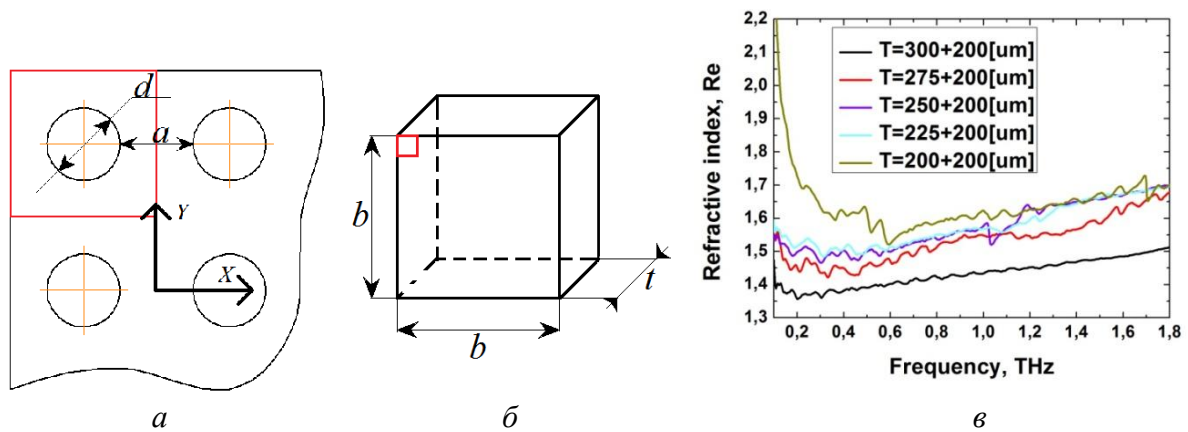 d
a
Y
X
b
t
b
2,2
2,1
2,0
1,9
1,8
1,7
1,6
1,5
1,4
1,3
Refractive index, Re
T=300+200[um]
T=275+200[um]
T=250+200[um]
T=225+200[um]
T=200+200[um]
0,2 0,4 0,6 0,8 1,0 1,2 1,4 1,6 1,8
Frequency, THz
а б в